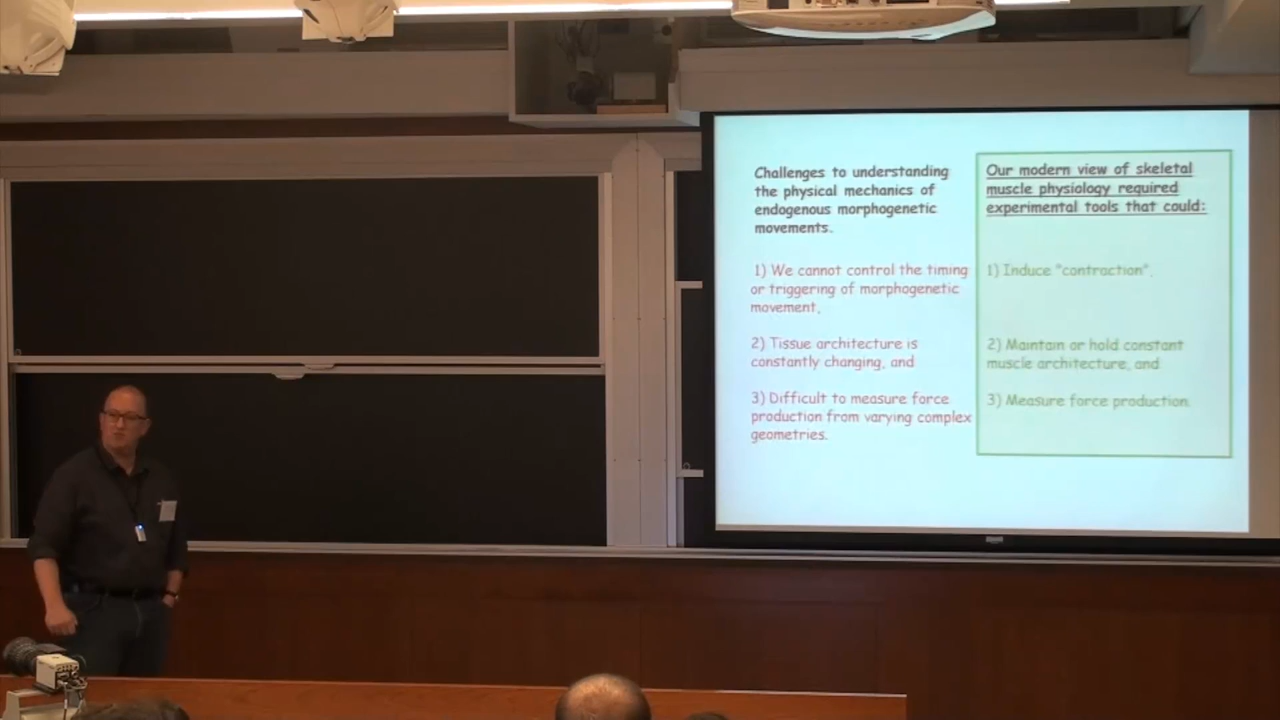 Challenges to understanding
the physical mechanics of
endogenous morphogenetic
movements.
1) We cannot control the timing
or triggering of morphogenetic
movement,
2) Tissue architecture is
constantly changing, and
3) Difficult to measure force
production from varying complex
geometries.
Our modern view of skeletal
muscle physiology required
experimental tools that could:
1) Induce "contraction",
2) Maintain or hold constant
muscle architecture, and
3) Measure force production.